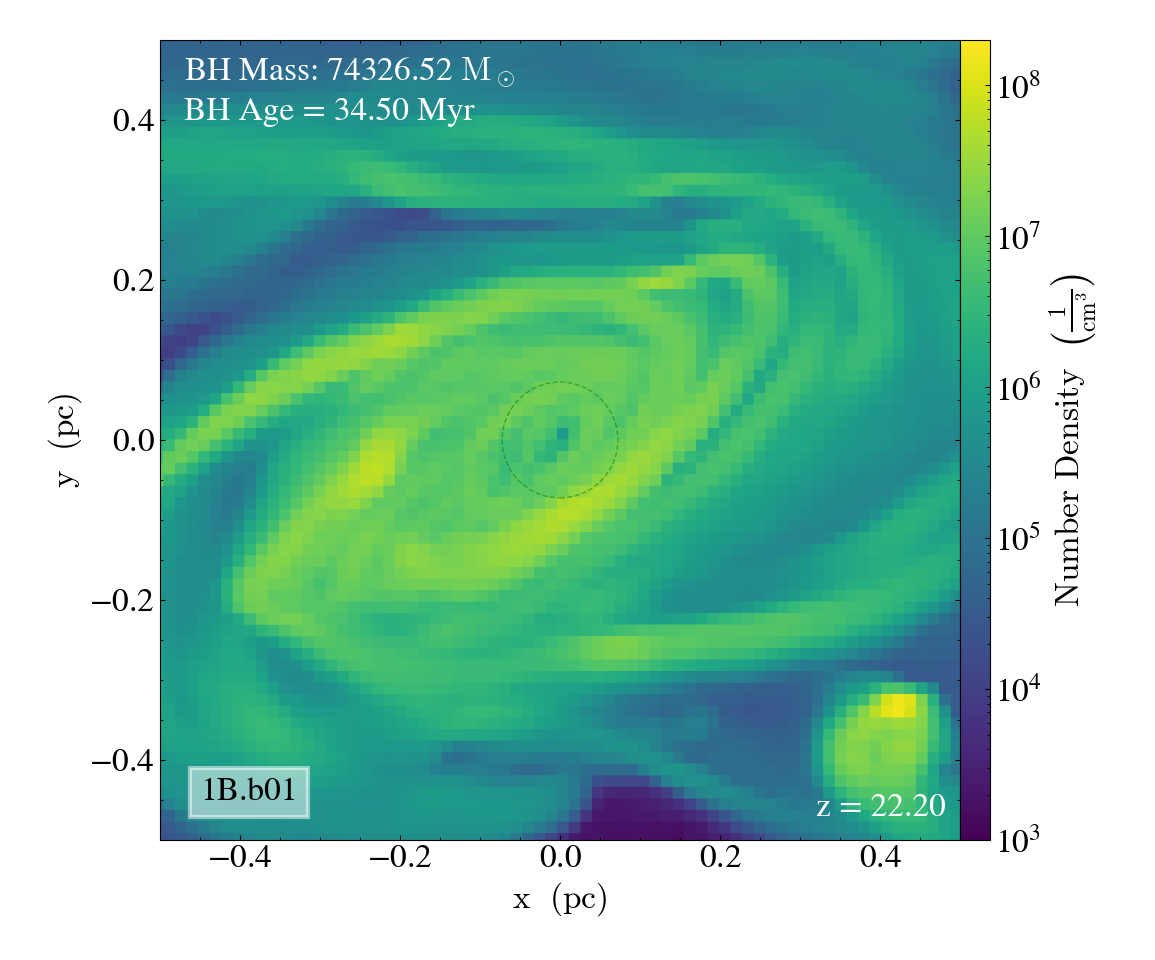 BH Mass: 74326.52 M⊙
BH Age = 34.50 Myr
0.4
0.2
0.0
−0.2
−0.4
y (pc)
1B.b01
z = 22.20
−0.4 −0.2 0.0 0.2 0.4
x (pc)
10⁸
10⁷
10⁶
10⁵
10⁴
10³
Number Density (1/cm³)